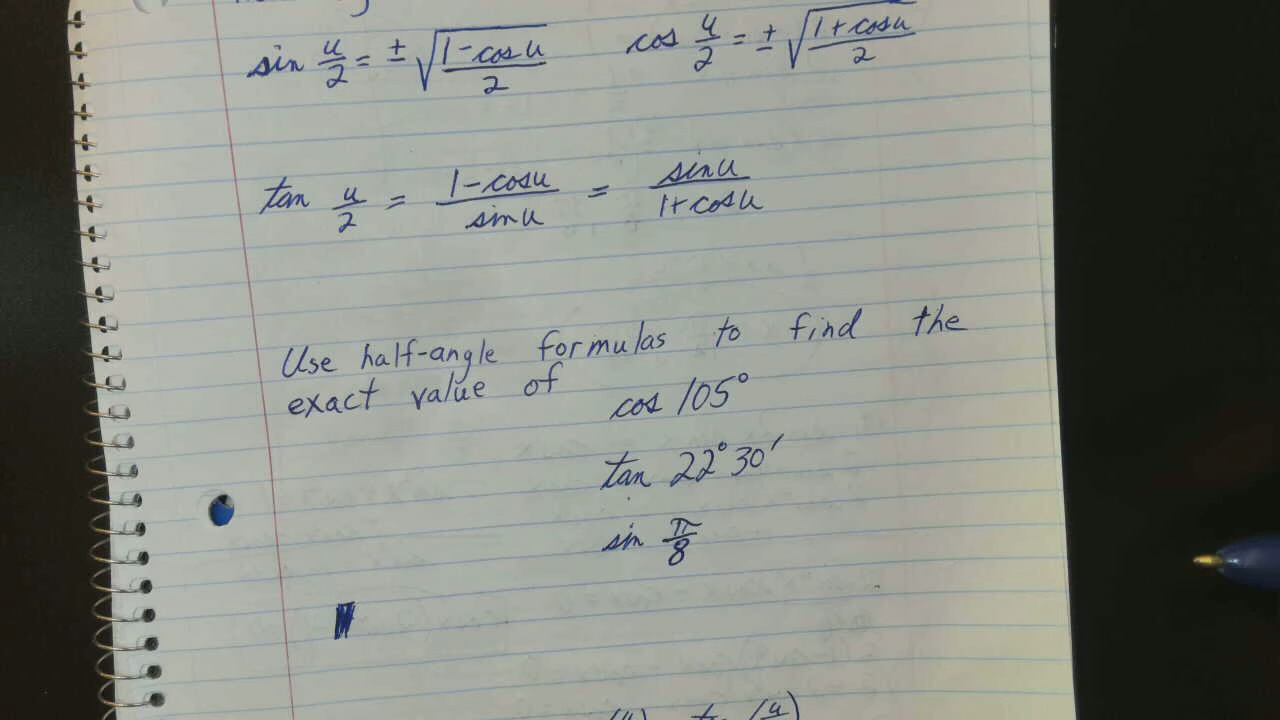 sin u/2 = ± √((1-cos u)/2)    cos u/2 = ± √((1+cos u)/2)
tan u/2 = (1-cos u)/(sin u) = (sin u)/(1+cos u)
Use half-angle formulas to find the
exact value of
cos 105°
tan 22°30′
sin π/8